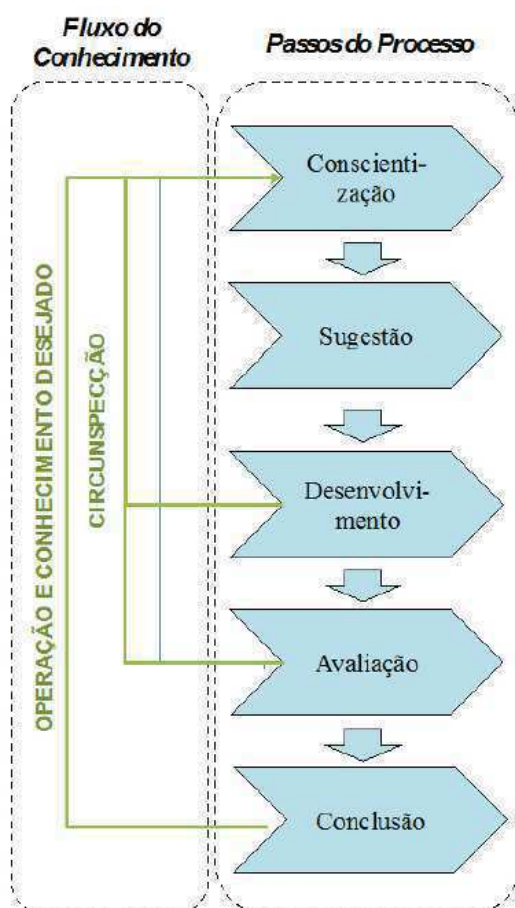 Fluxo do
Conhecimento
Passos do Processo
Conscienti-
zação
Sugestão
Desenvolvi-
mento
Avaliação
Conclusão
OPERAÇÃO E CONHECIMENTO DESEJADO
CIRCUNSPECÇÃO